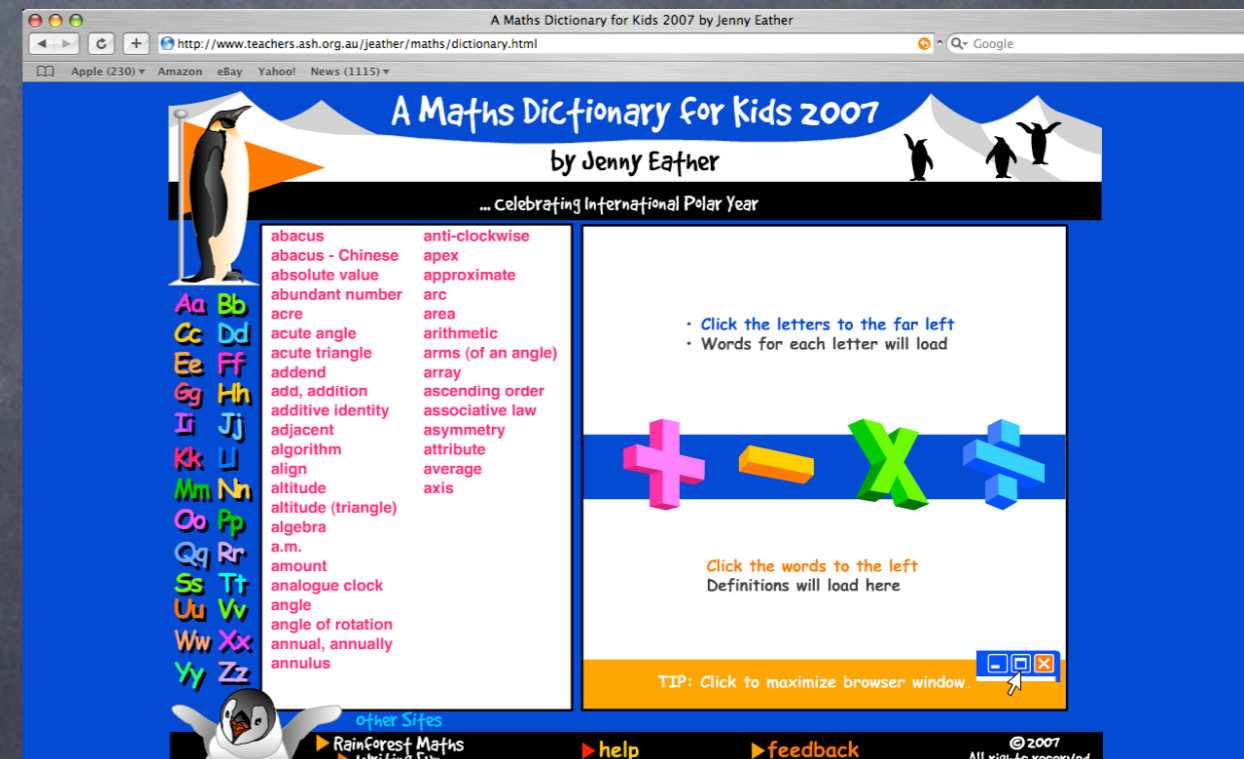 A Maths Dictionary for Kids 2007 by Jenny Eather
http://www.teachers.ash.org.au/jeather/maths/dictionary.html
Google
Apple (230) Amazon eBay Yahoo! News (1115)
A Maths Dictionary for Kids 2007
by Jenny Eather
... celebrating International Polar Year
Aa Bb
Cc Dd
Ee Ff
Gg Hh
Ii Jj
Kk Ll
Mm Nn
Oo Pp
Qq Rr
Ss Tt
Uu Vv
Ww Xx
Yy Zz
abacus
abacus - Chinese
absolute value
abundant number
acre
acute angle
acute triangle
addend
add, addition
additive identity
adjacent
algorithm
align
altitude
altitude (triangle)
algebra
a.m.
amount
analogue clock
angle
angle of rotation
annual, annually
annulus
anti-clockwise
apex
approximate
arc
area
arithmetic
arms (of an angle)
array
ascending order
associative law
asymmetry
attribute
average
axis
· Click the letters to the far left
· Words for each letter will load
+ − x ÷
Click the words to the left
Definitions will load here
TIP: Click to maximize browser window.
other Sites
Rainforest Maths
Writing Fun
help
feedback
© 2007
All rights reserved